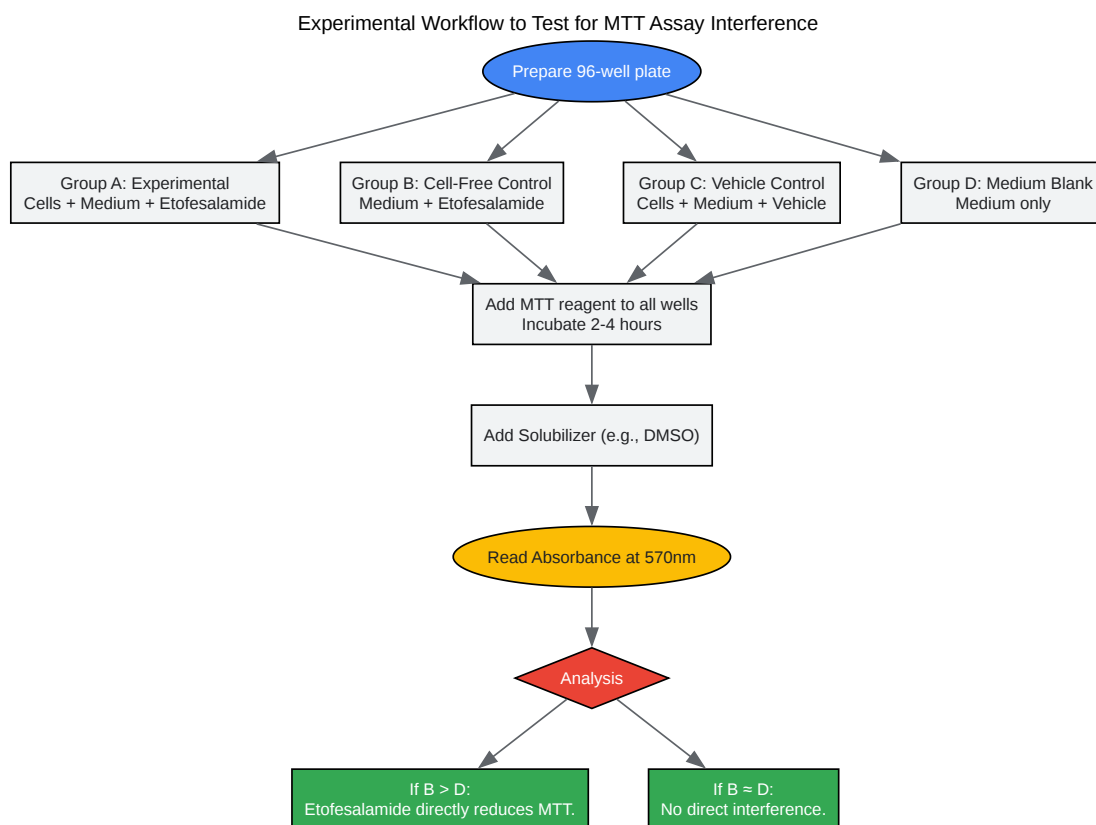 Experimental Workflow to Test for MTT Assay Interference
Prepare 96-well plate
Group A: Experimental
Cells + Medium + Etofesalamide
Group B: Cell-Free Control
Medium + Etofesalamide
Group C: Vehicle Control
Cells + Medium + Vehicle
Group D: Medium Blank
Medium only
Add MTT reagent to all wells
Incubate 2-4 hours
Add Solubilizer (e.g., DMSO)
Read Absorbance at 570nm
Analysis
If B > D:
Etofesalamide directly reduces MTT.
If B ≈ D:
No direct interference.